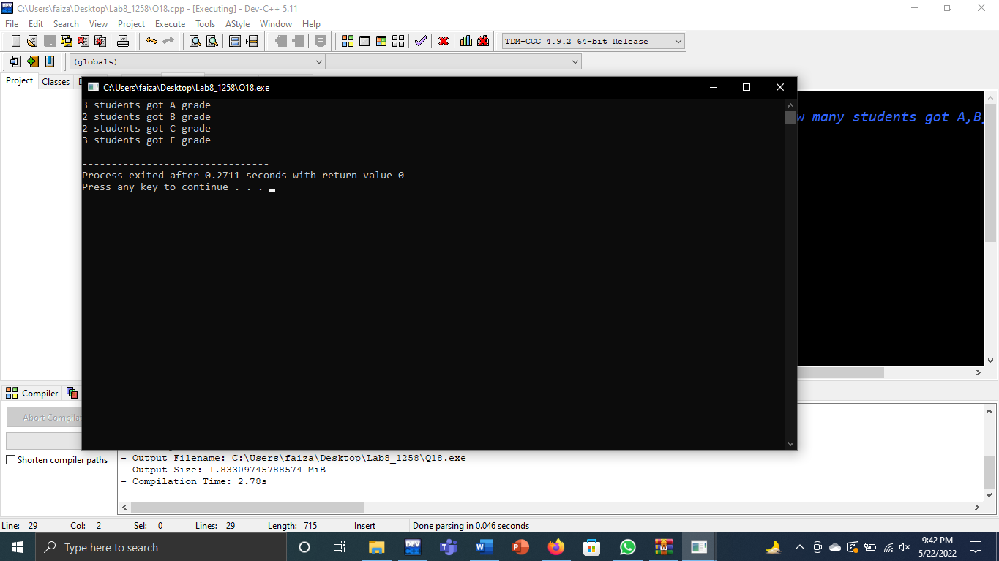 C:\Users\faiza\Desktop\Lab8_1258\Q18.cpp - [Executing] - Dev-C++ 5.11
File Edit Search View Project Execute Tools AStyle Window Help
TDM-GCC 4.9.2 64-bit Release
(globals)
Project Classes
C:\Users\faiza\Desktop\Lab8_1258\Q18.exe
3 students got A grade
2 students got B grade
2 students got C grade
3 students got F grade
--------------------------------
Process exited after 0.2711 seconds with return value 0
Press any key to continue . . .
w many students got A,B,
Compiler
Abort Compilat
Shorten compiler paths
- Output Filename: C:\Users\faiza\Desktop\Lab8_1258\Q18.exe
- Output Size: 1.83309745788574 MiB
- Compilation Time: 2.78s
Line: 29 Col: 2 Sel: 0 Lines: 29 Length: 715 Insert Done parsing in 0.046 seconds
Type here to search
DEV
9:42 PM
5/22/2022